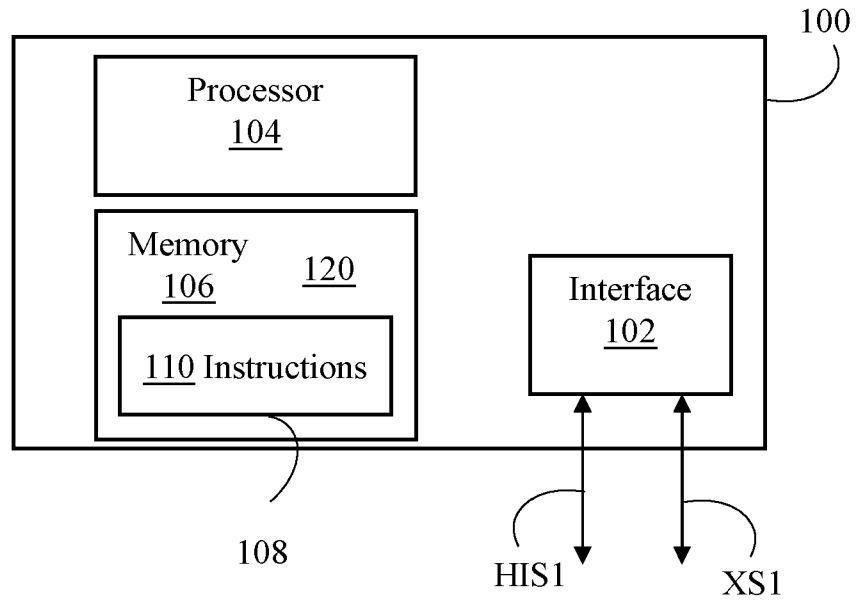 100
Processor
104
Memory
106
120
110 Instructions
Interface
102
108
HIS1
XS1